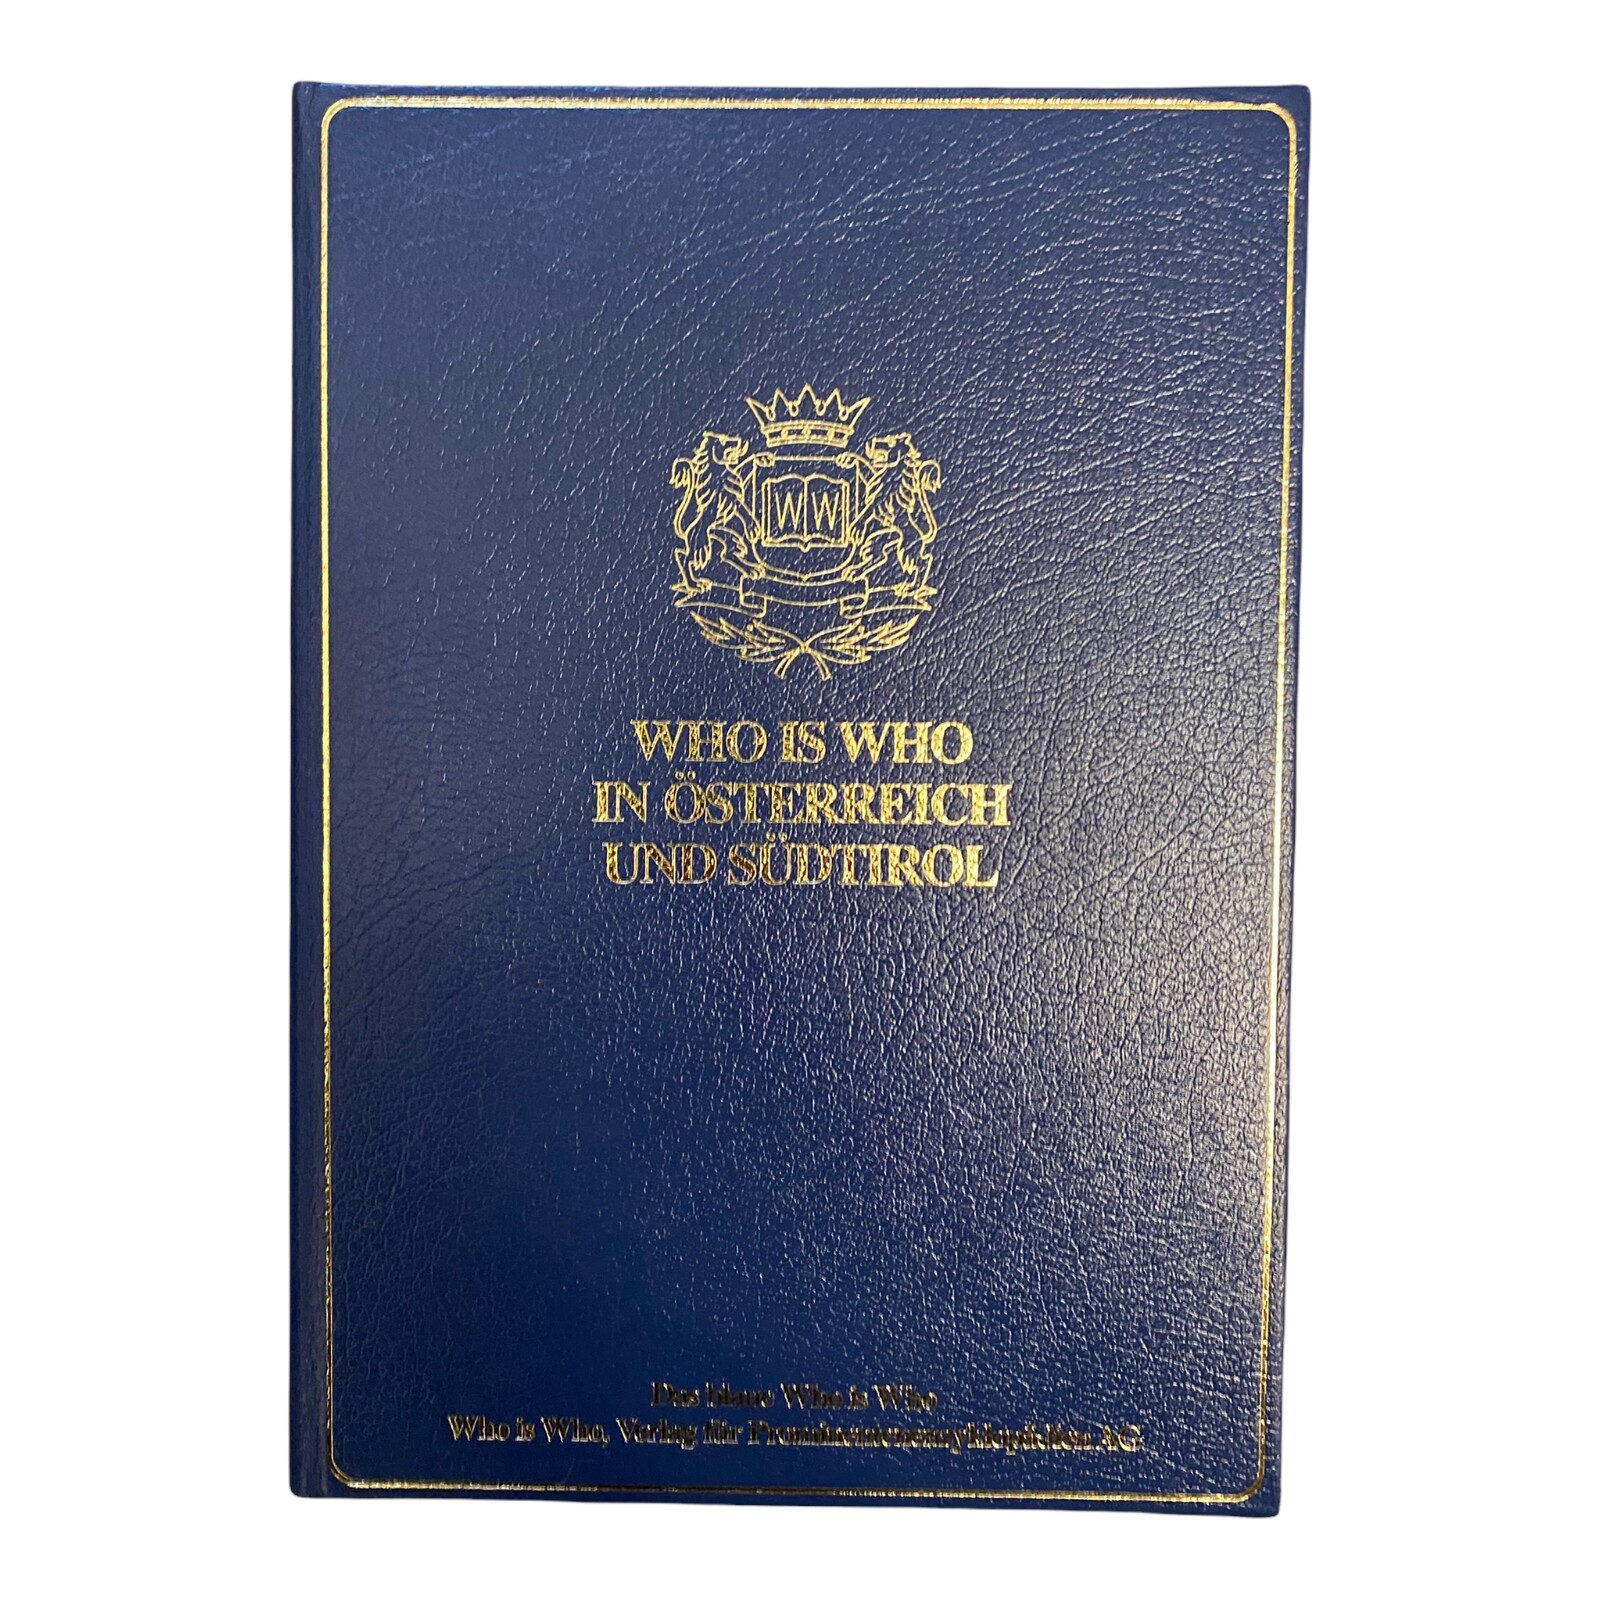 WW
WHO IS WHO
IN ÖSTERREICH
UND SÜDTIROL
Das blaue Who is Who
Who is Who, Verlag für Prominentenenzyklopädien AG